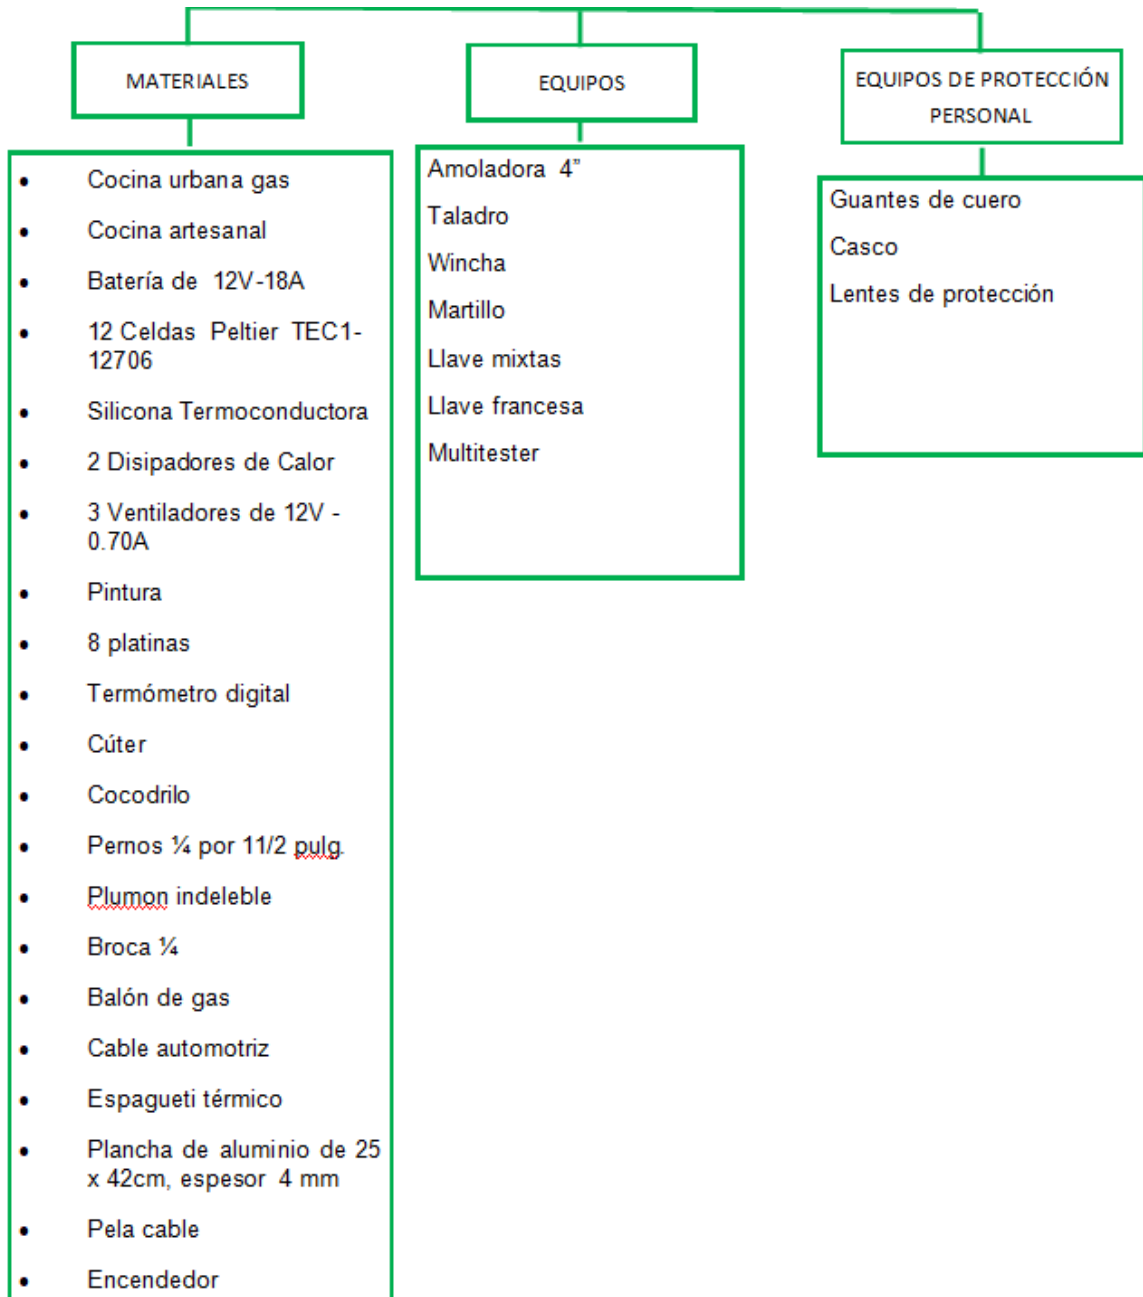 MATERIALES
• Cocina urbana gas
• Cocina artesanal
• Batería de 12V-18A
• 12 Celdas Peltier TEC1-
12706
• Silicona Termoconductora
• 2 Disipadores de Calor
• 3 Ventiladores de 12V -
0.70A
• Pintura
• 8 platinas
• Termómetro digital
• Cúter
• Cocodrilo
• Pernos ¼ por 11/2 pulg.
• Plumon indeleble
• Broca ¼
• Balón de gas
• Cable automotriz
• Espagueti térmico
• Plancha de aluminio de 25
x 42cm, espesor 4 mm
• Pela cable
• Encendedor
EQUIPOS
Amoladora 4”
Taladro
Wincha
Martillo
Llave mixtas
Llave francesa
Multitester
EQUIPOS DE PROTECCIÓN
PERSONAL
Guantes de cuero
Casco
Lentes de protección